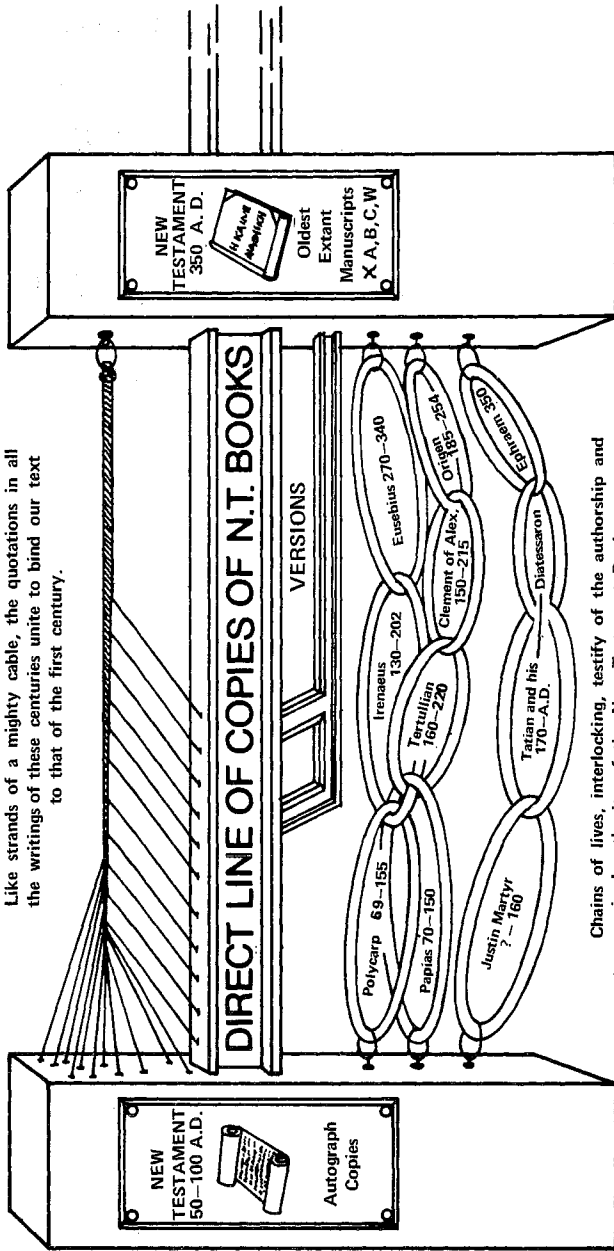 Like strands of a mighty cable, the quotations in all
the writings of these centuries unite to bind our text
to that of the first century.
NEW
TESTAMENT
50–100 A.D.
Autograph
Copies
DIRECT LINE OF COPIES OF N.T. BOOKS
VERSIONS
NEW
TESTAMENT
350 A. D.
Oldest
Extant
Manuscripts
א A, B, C, W
Polycarp 69–155
Irenaeus
130–202
Eusebius 270–340
Papias 70–150
Tertullian
160–220
Clement of Alex,
150–215
Origen
185–254
Justin Martyr
? – 160
Tatian and his
170–A.D.
Diatessaron
Ephraem 350
Chains of lives, interlocking, testify of the authorship and